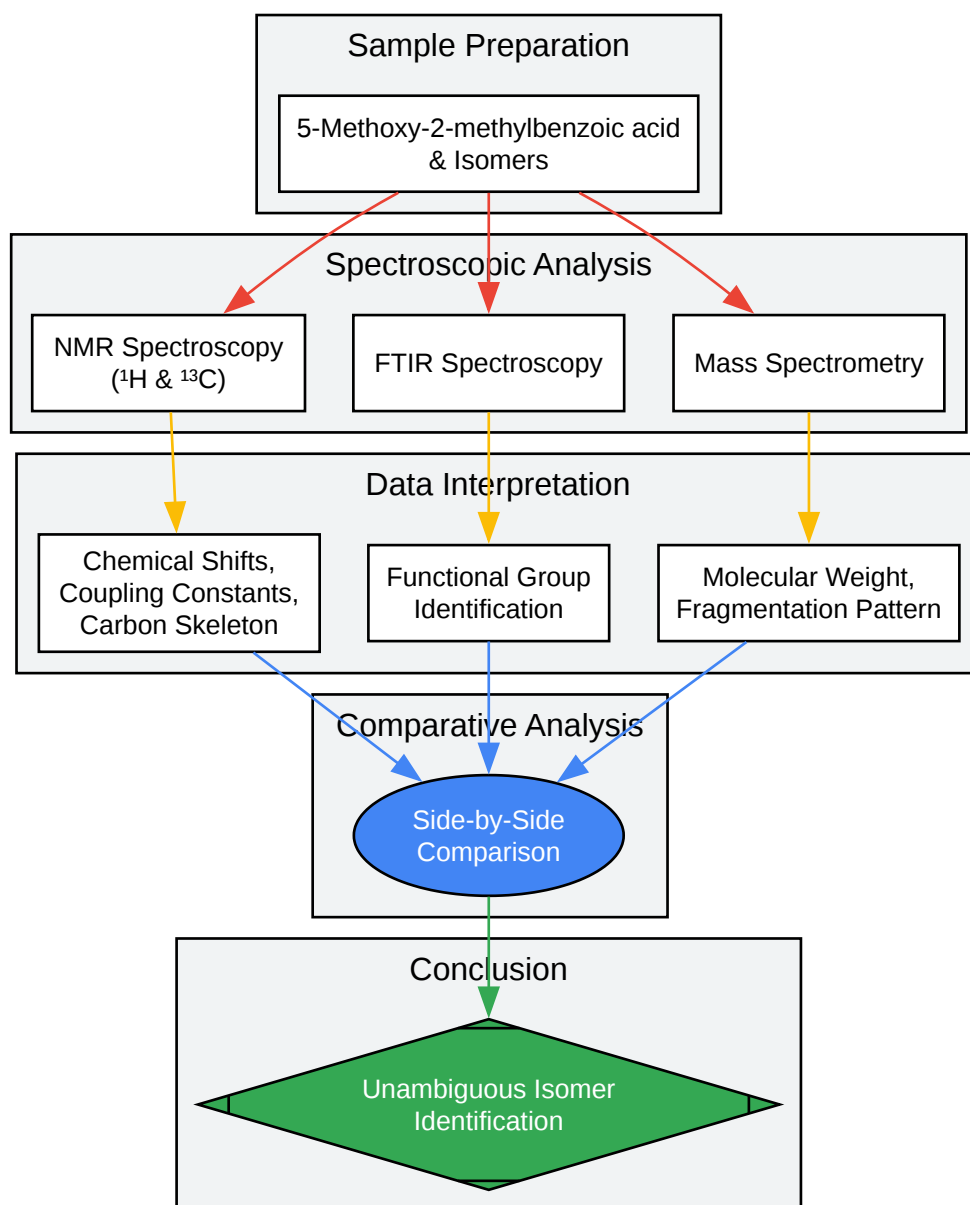 Sample Preparation
5-Methoxy-2-methylbenzoic acid
& Isomers
Spectroscopic Analysis
NMR Spectroscopy
(¹H & ¹³C)
FTIR Spectroscopy
Mass Spectrometry
Data Interpretation
Chemical Shifts,
Coupling Constants,
Carbon Skeleton
Functional Group
Identification
Molecular Weight,
Fragmentation Pattern
Comparative Analysis
Side-by-Side
Comparison
Conclusion
Unambiguous Isomer
Identification